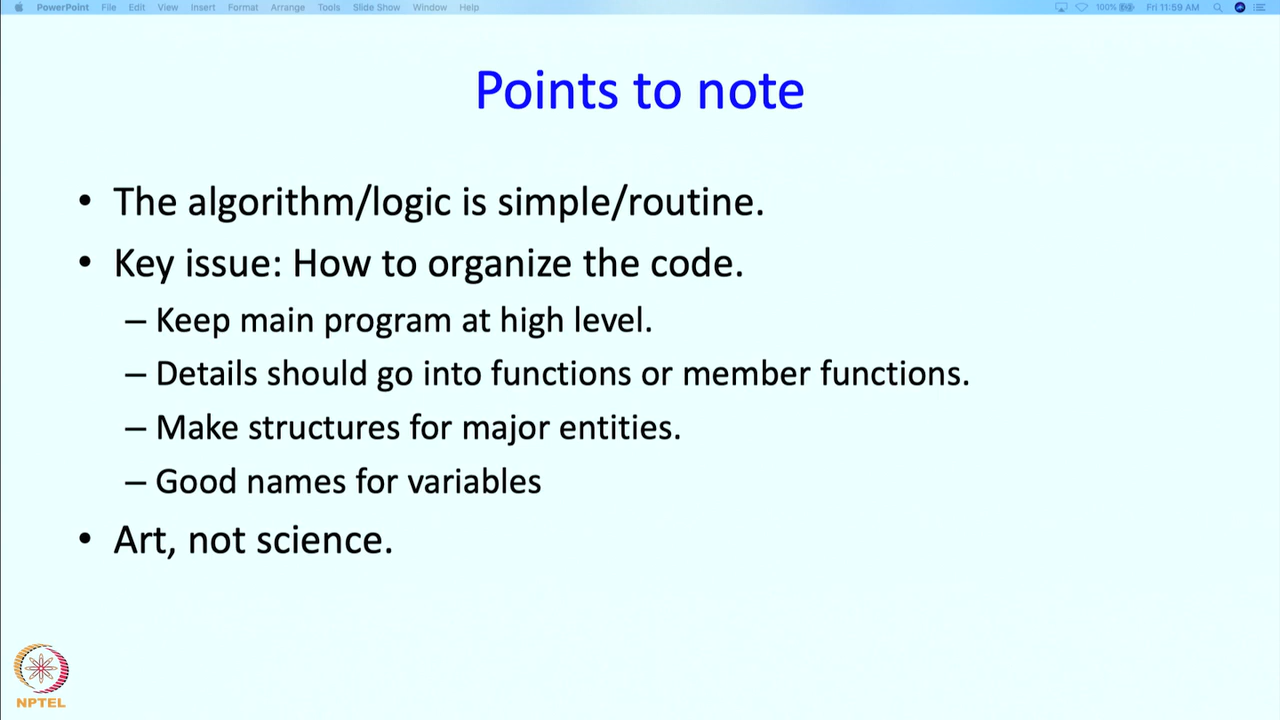 PowerPoint File Edit View Insert Format Arrange Tools Slide Show Window Help 100% Fri 11:59 AM
Points to note
• The algorithm/logic is simple/routine.
• Key issue: How to organize the code.
– Keep main program at high level.
– Details should go into functions or member functions.
– Make structures for major entities.
– Good names for variables
• Art, not science.
NPTEL